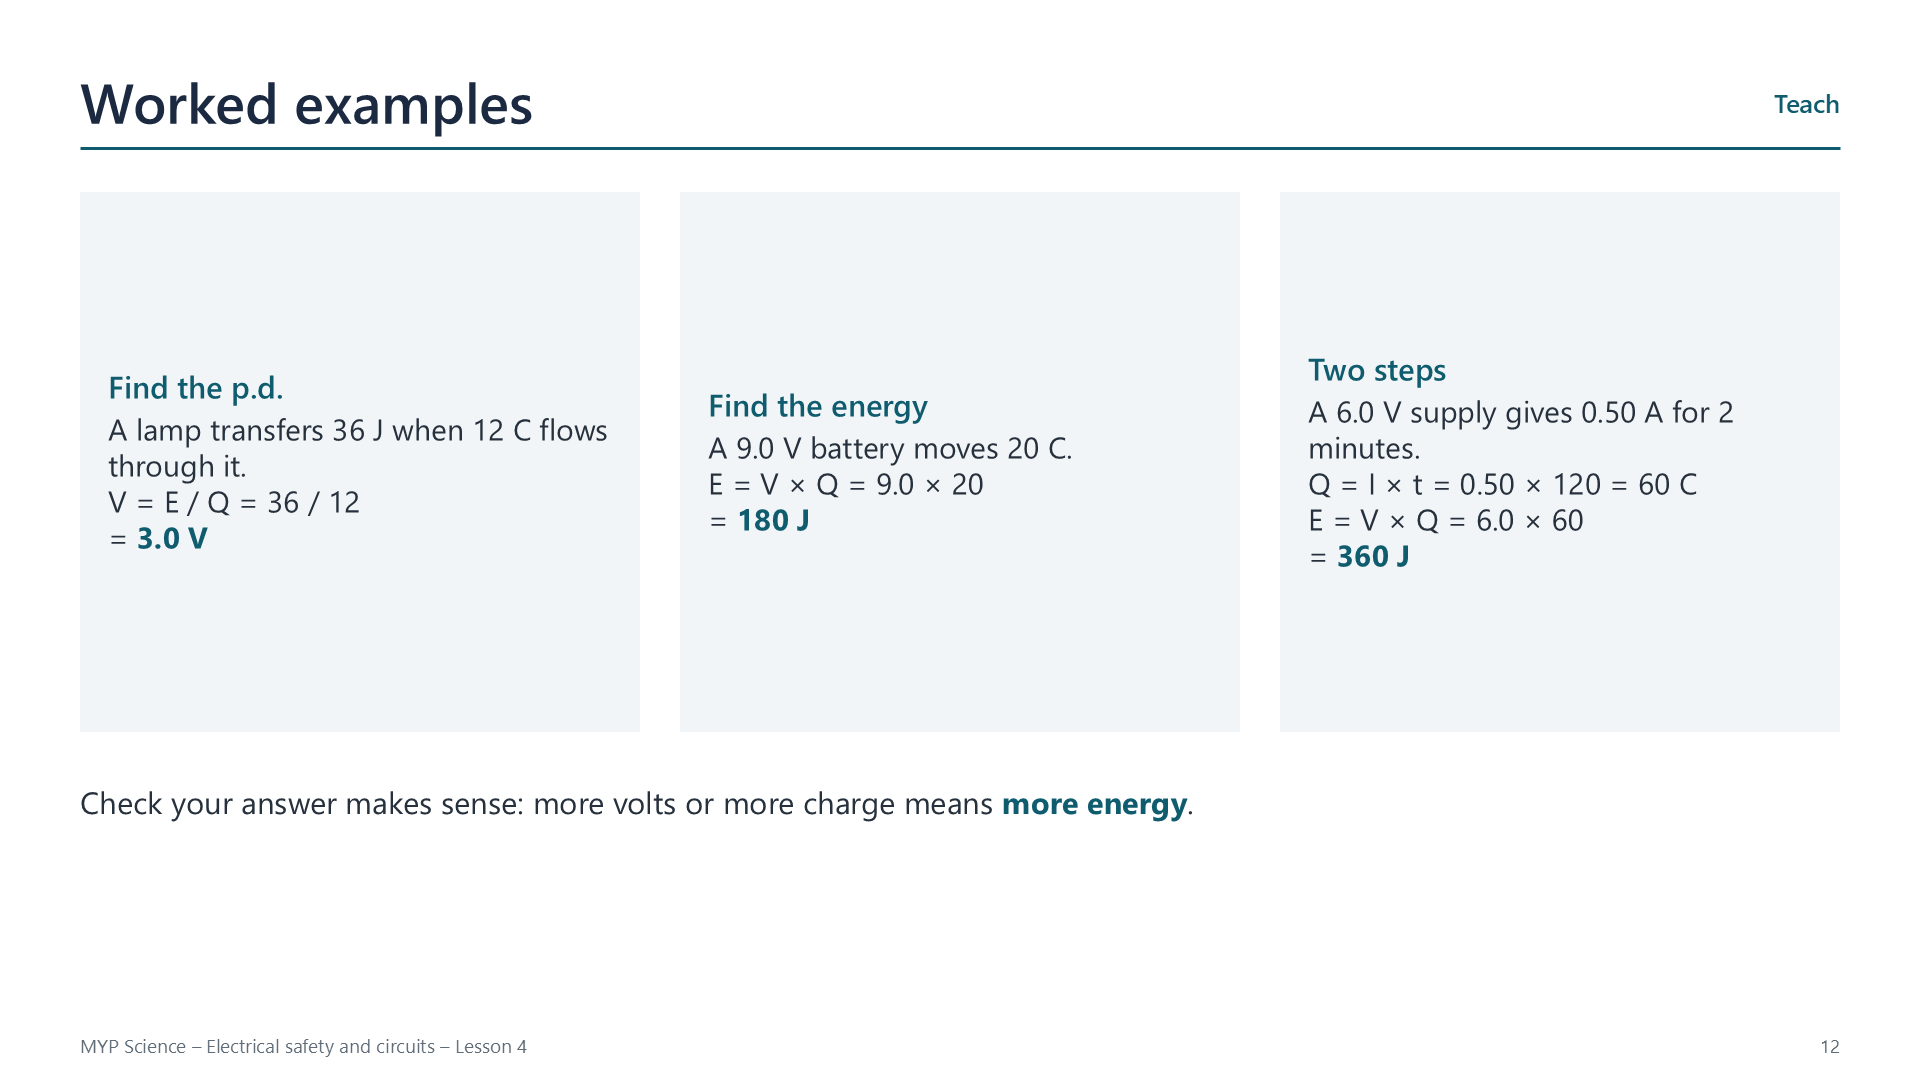 Worked examples
Teach
Find the p.d.
A lamp transfers 36 J when 12 C flows
through it.
V = E / Q = 36 / 12
= 3.0 V
Find the energy
A 9.0 V battery moves 20 C.
E = V × Q = 9.0 × 20
= 180 J
Two steps
A 6.0 V supply gives 0.50 A for 2
minutes.
Q = I × t = 0.50 × 120 = 60 C
E = V × Q = 6.0 × 60
= 360 J
Check your answer makes sense: more volts or more charge means more energy.
MYP Science – Electrical safety and circuits – Lesson 4
12